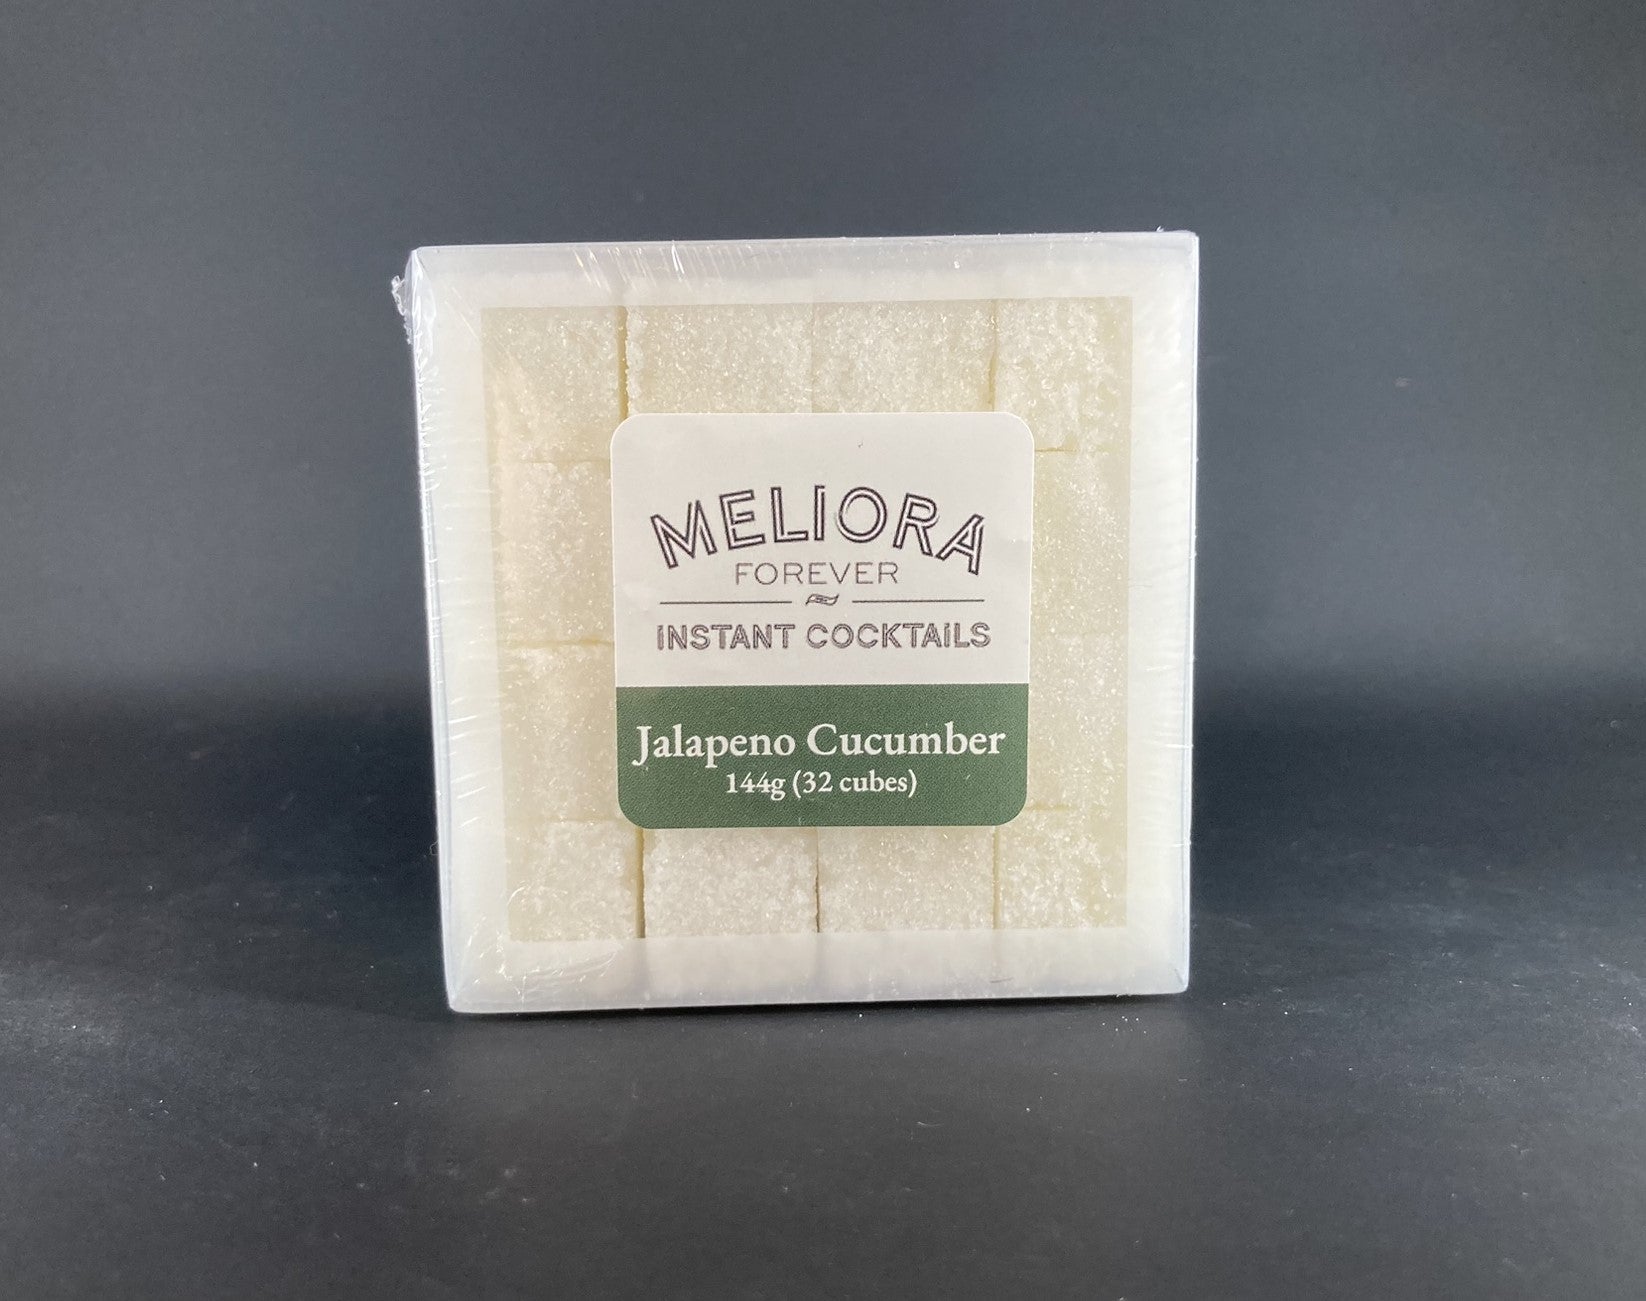 MELIORA
FOREVER
INSTANT COCKTAILS
Jalapeno Cucumber
144g (32 cubes)